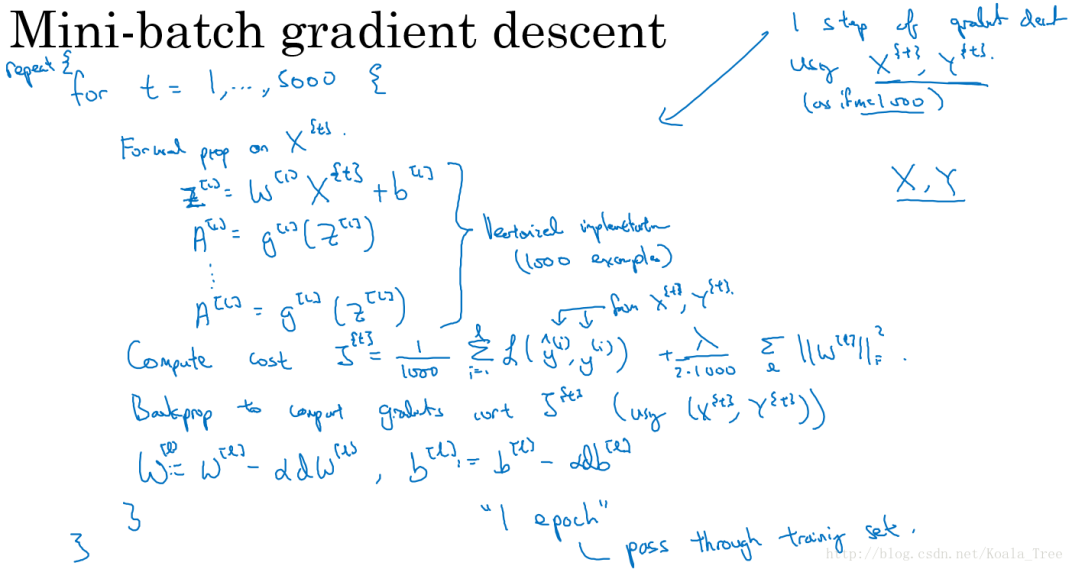 Mini-batch gradient descent
repeat {
for t = 1,...,5000 {
Forward prop on X^{t}.
Z^[1] = W^[1] X^{t} + b^[1]
A^[1] = g^[1](Z^[1])
⋮
A^[L] = g^[L](Z^[L])
Vectorized implementation
(1000 examples)
Compute cost J^{t} = 1/1000 Σ_{i=1}^{l} L(ŷ^(i), y^(i)) + λ/(2·1000) Σ_l ||W^[l]||_F^2.
from X^{t}, Y^{t}.
Backprop to compute gradients wrt J^{t} (using (X^{t}, Y^{t}))
W^[l] := W^[l] - αdW^[l], b^[l] := b^[l] - αdb^[l]
}
}
"1 epoch"
pass through training set.
1 step of gradient descent
using X^{t}, Y^{t}.
(as if m=1000)
X, Y
http://blog.csdn.net/Koala_Tree